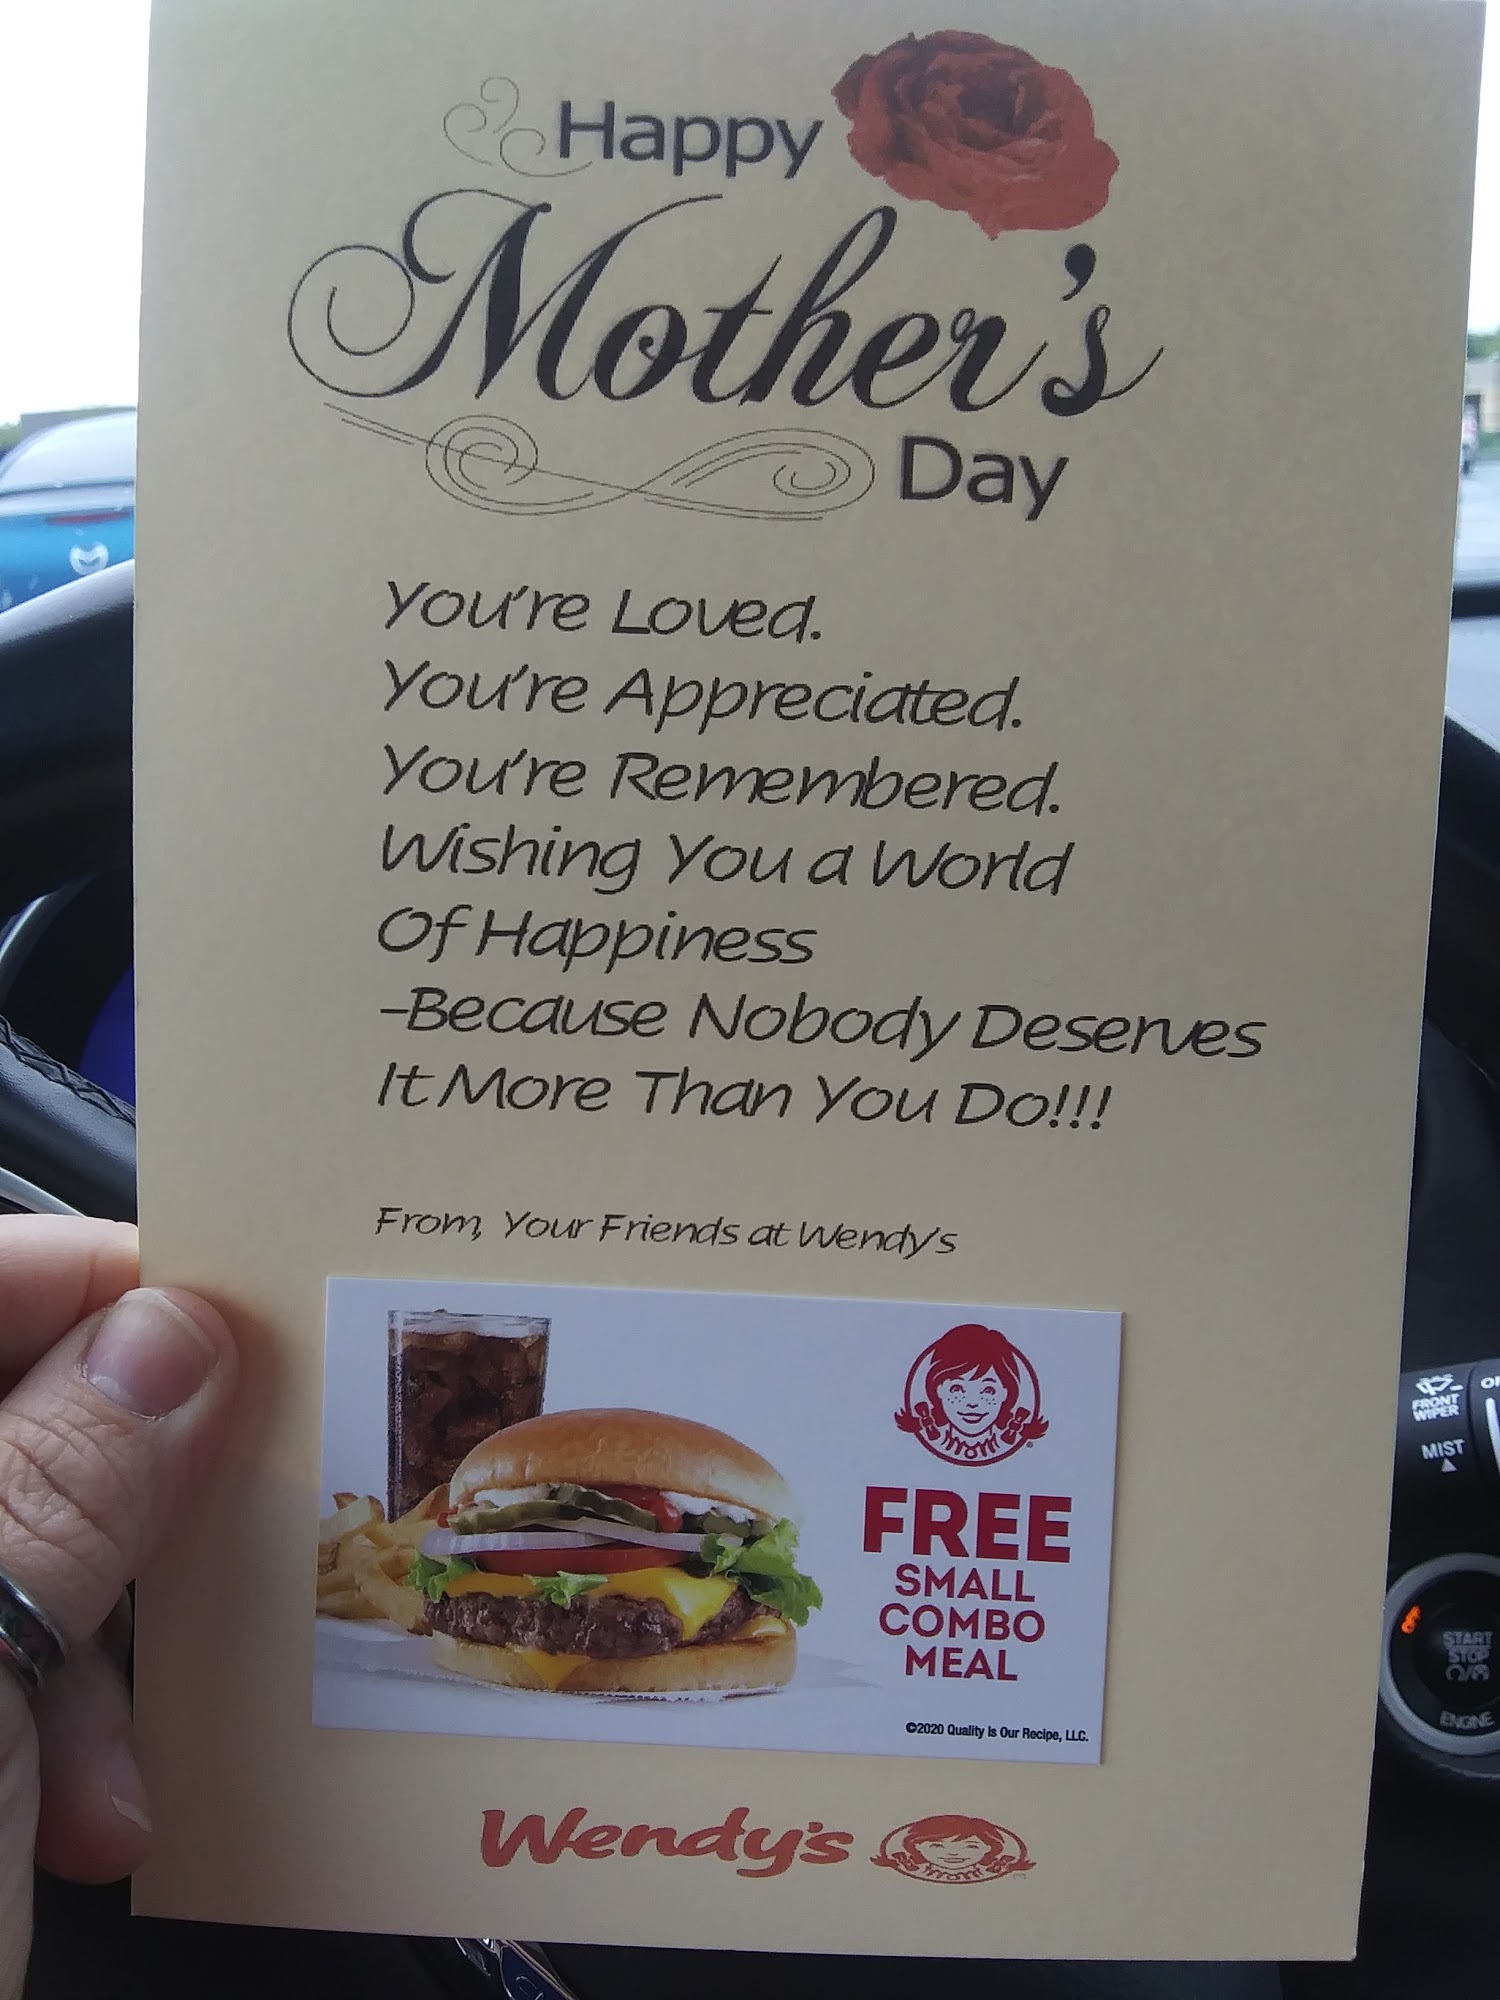 Happy
Mother's
Day
You're Loved.
You're Appreciated.
You're Remembered.
Wishing You a World
Of Happiness
-Because Nobody Deserves
It More Than You Do!!!
From, Your Friends at Wendy's
FREE
SMALL
COMBO
MEAL
©2020 Quality Is Our Recipe, LLC.
Wendy's
FRONT
WIPER
MIST
OFF
START
STOP
ENGINE